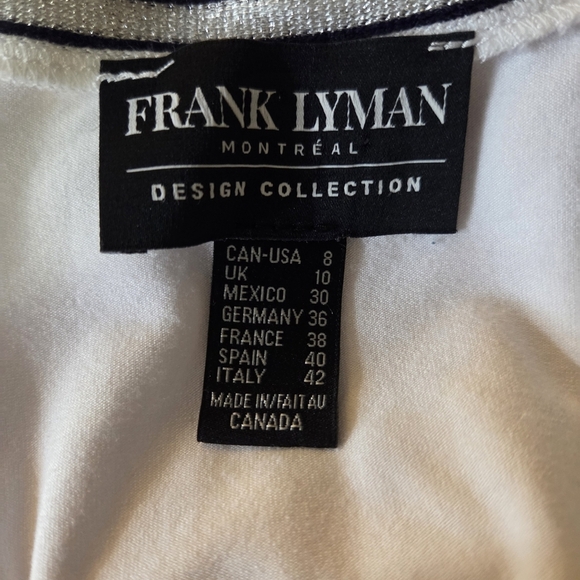 FRANK LYMAN
MONTRÉAL
DESIGN COLLECTION
CAN-USA 8
UK 10
MEXICO 30
GERMANY 36
FRANCE 38
SPAIN 40
ITALY 42
MADE IN/FAIT AU
CANADA